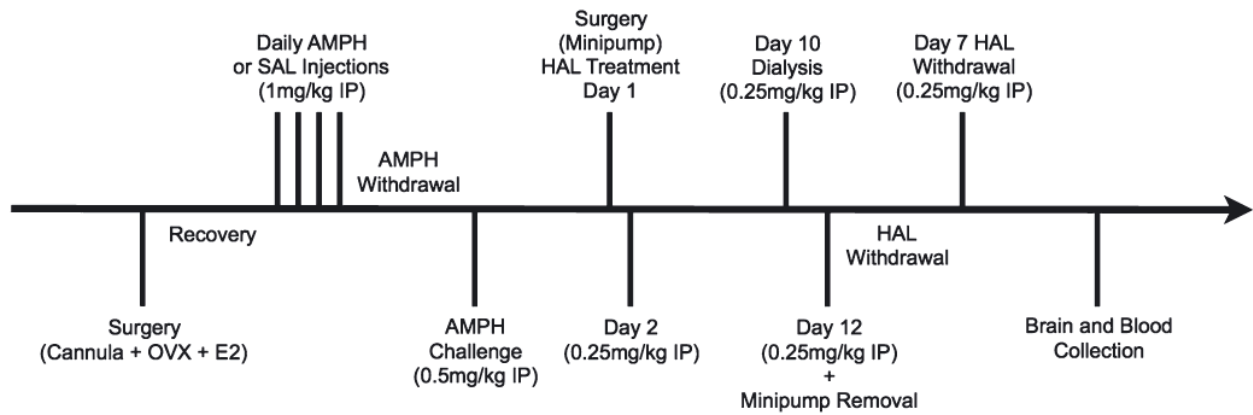 Daily AMPH
or SAL Injections
(1mg/kg IP)
Surgery
(Minipump)
HAL Treatment
Day 1
Day 10
Dialysis
(0.25mg/kg IP)
Day 7 HAL
Withdrawal
(0.25mg/kg IP)
AMPH
Withdrawal
Recovery
HAL
Withdrawal
Surgery
(Cannula + OVX + E2)
AMPH
Challenge
(0.5mg/kg IP)
Day 2
(0.25mg/kg IP)
Day 12
(0.25mg/kg IP)
+
Minipump Removal
Brain and Blood
Collection